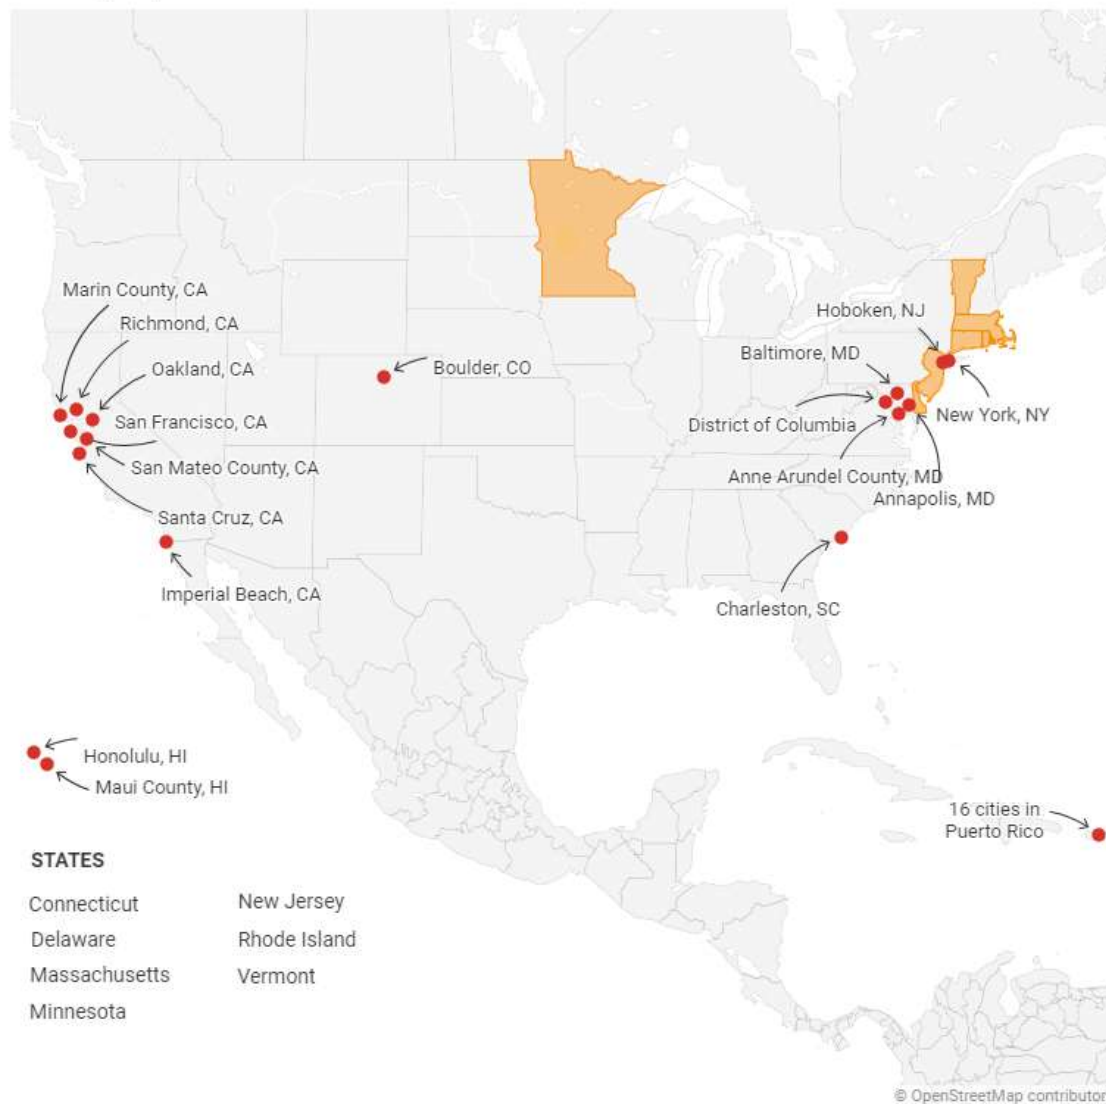 Marin County, CA
Richmond, CA
Oakland, CA
San Francisco, CA
San Mateo County, CA
Santa Cruz, CA
Imperial Beach, CA
Boulder, CO
Hoboken, NJ
Baltimore, MD
New York, NY
District of Columbia
Anne Arundel County, MD
Annapolis, MD
Charleston, SC
Honolulu, HI
Maui County, HI
16 cities in
Puerto Rico
STATES
Connecticut
Delaware
Massachusetts
Minnesota
New Jersey
Rhode Island
Vermont
© OpenStreetMap contributor